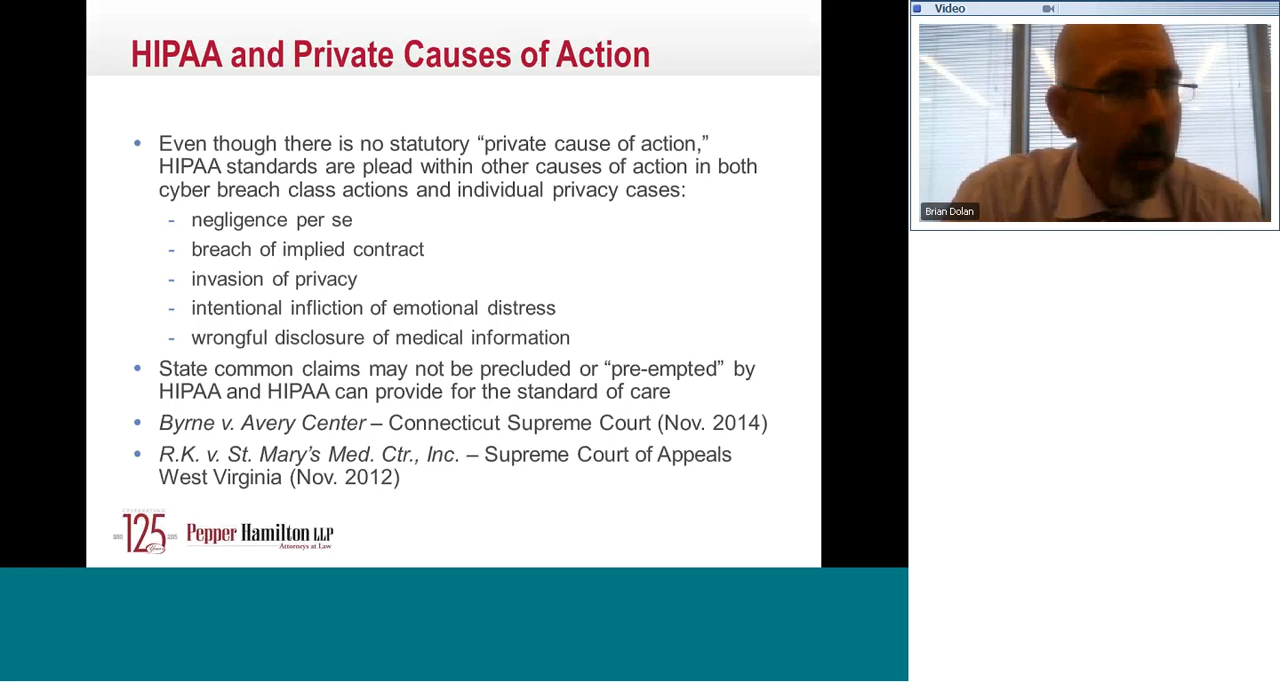 HIPAA and Private Causes of Action
• Even though there is no statutory “private cause of action,”
HIPAA standards are plead within other causes of action in both
cyber breach class actions and individual privacy cases:
- negligence per se
- breach of implied contract
- invasion of privacy
- intentional infliction of emotional distress
- wrongful disclosure of medical information
• State common claims may not be precluded or “pre-empted” by
HIPAA and HIPAA can provide for the standard of care
• Byrne v. Avery Center – Connecticut Supreme Court (Nov. 2014)
• R.K. v. St. Mary’s Med. Ctr., Inc. – Supreme Court of Appeals
West Virginia (Nov. 2012)
CELEBRATING
125
Years
Pepper Hamilton LLP
Attorneys at Law
Video
Brian Dolan